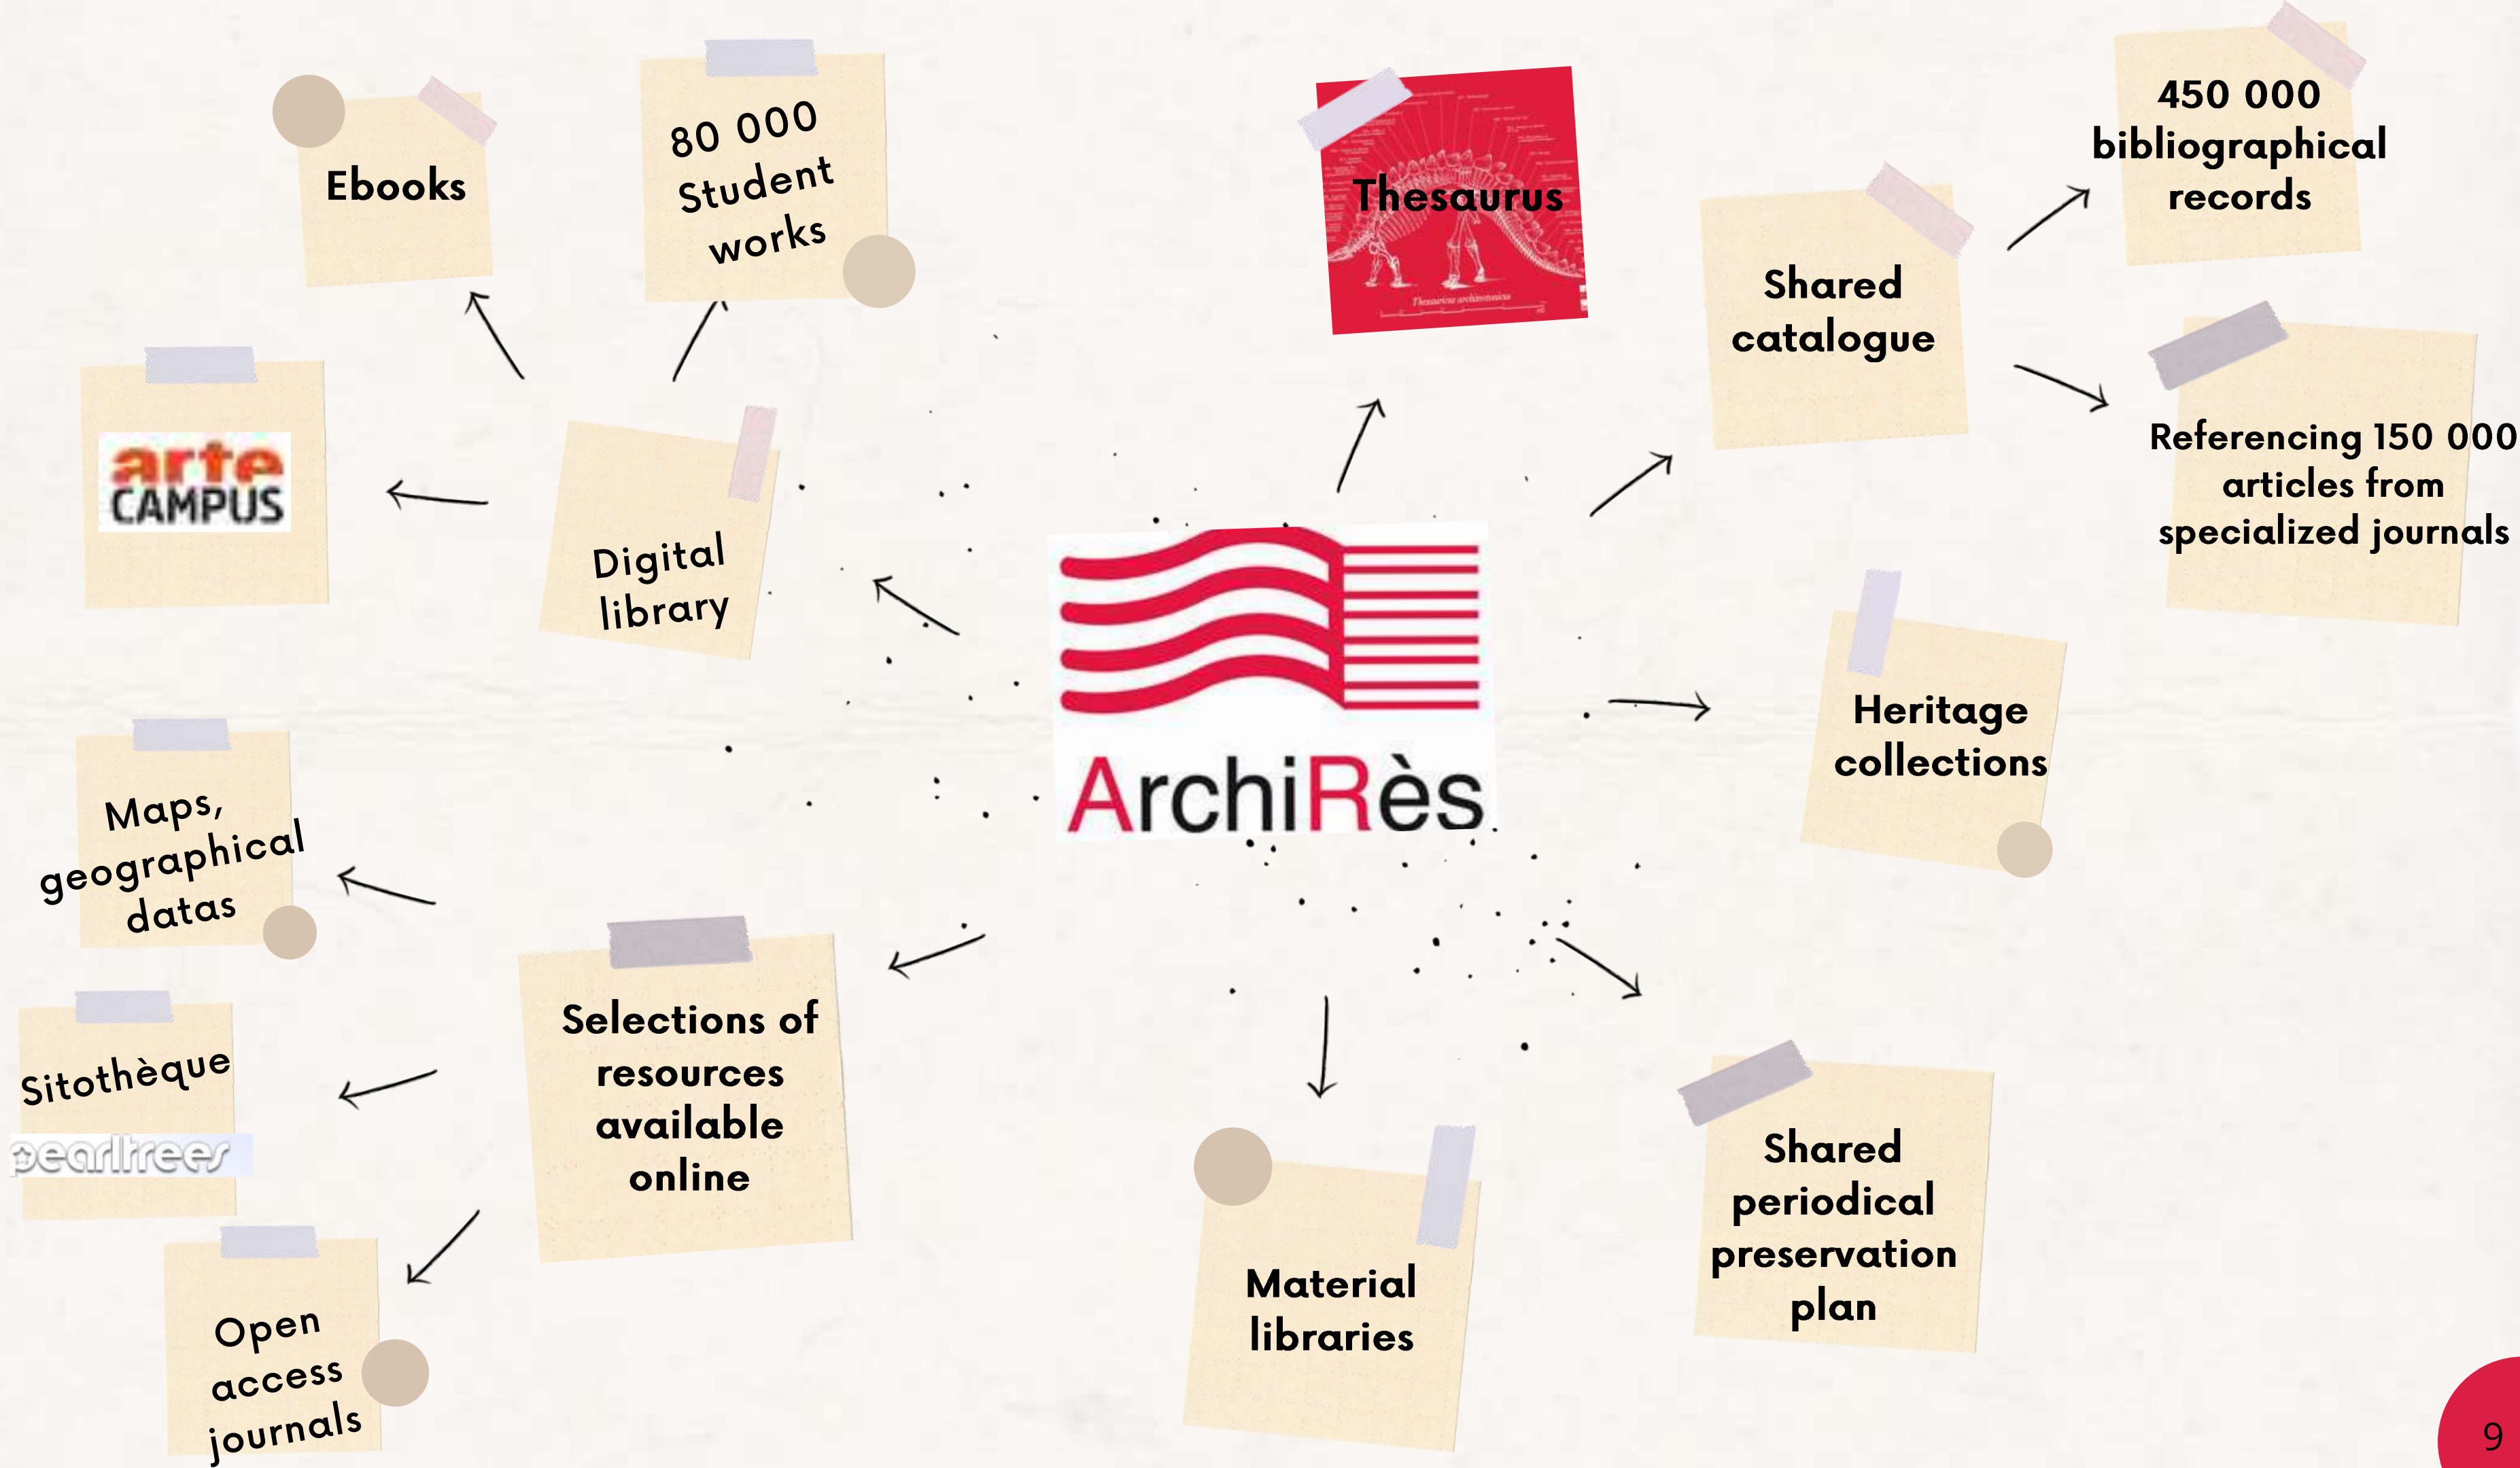 Ebooks
80 000
Student
works
arte
CAMPUS
Digital
library
Thesaurus
Thesaurus architectonicus
Shared
catalogue
450 000
bibliographical
records
Referencing 150 000
articles from
specialized journals
ArchiRès
Heritage
collections
Maps,
geographical
datas
Sitothèque
pearltrees
Open
access
journals
Selections of
resources
available
online
Material
libraries
Shared
periodical
preservation
plan
9